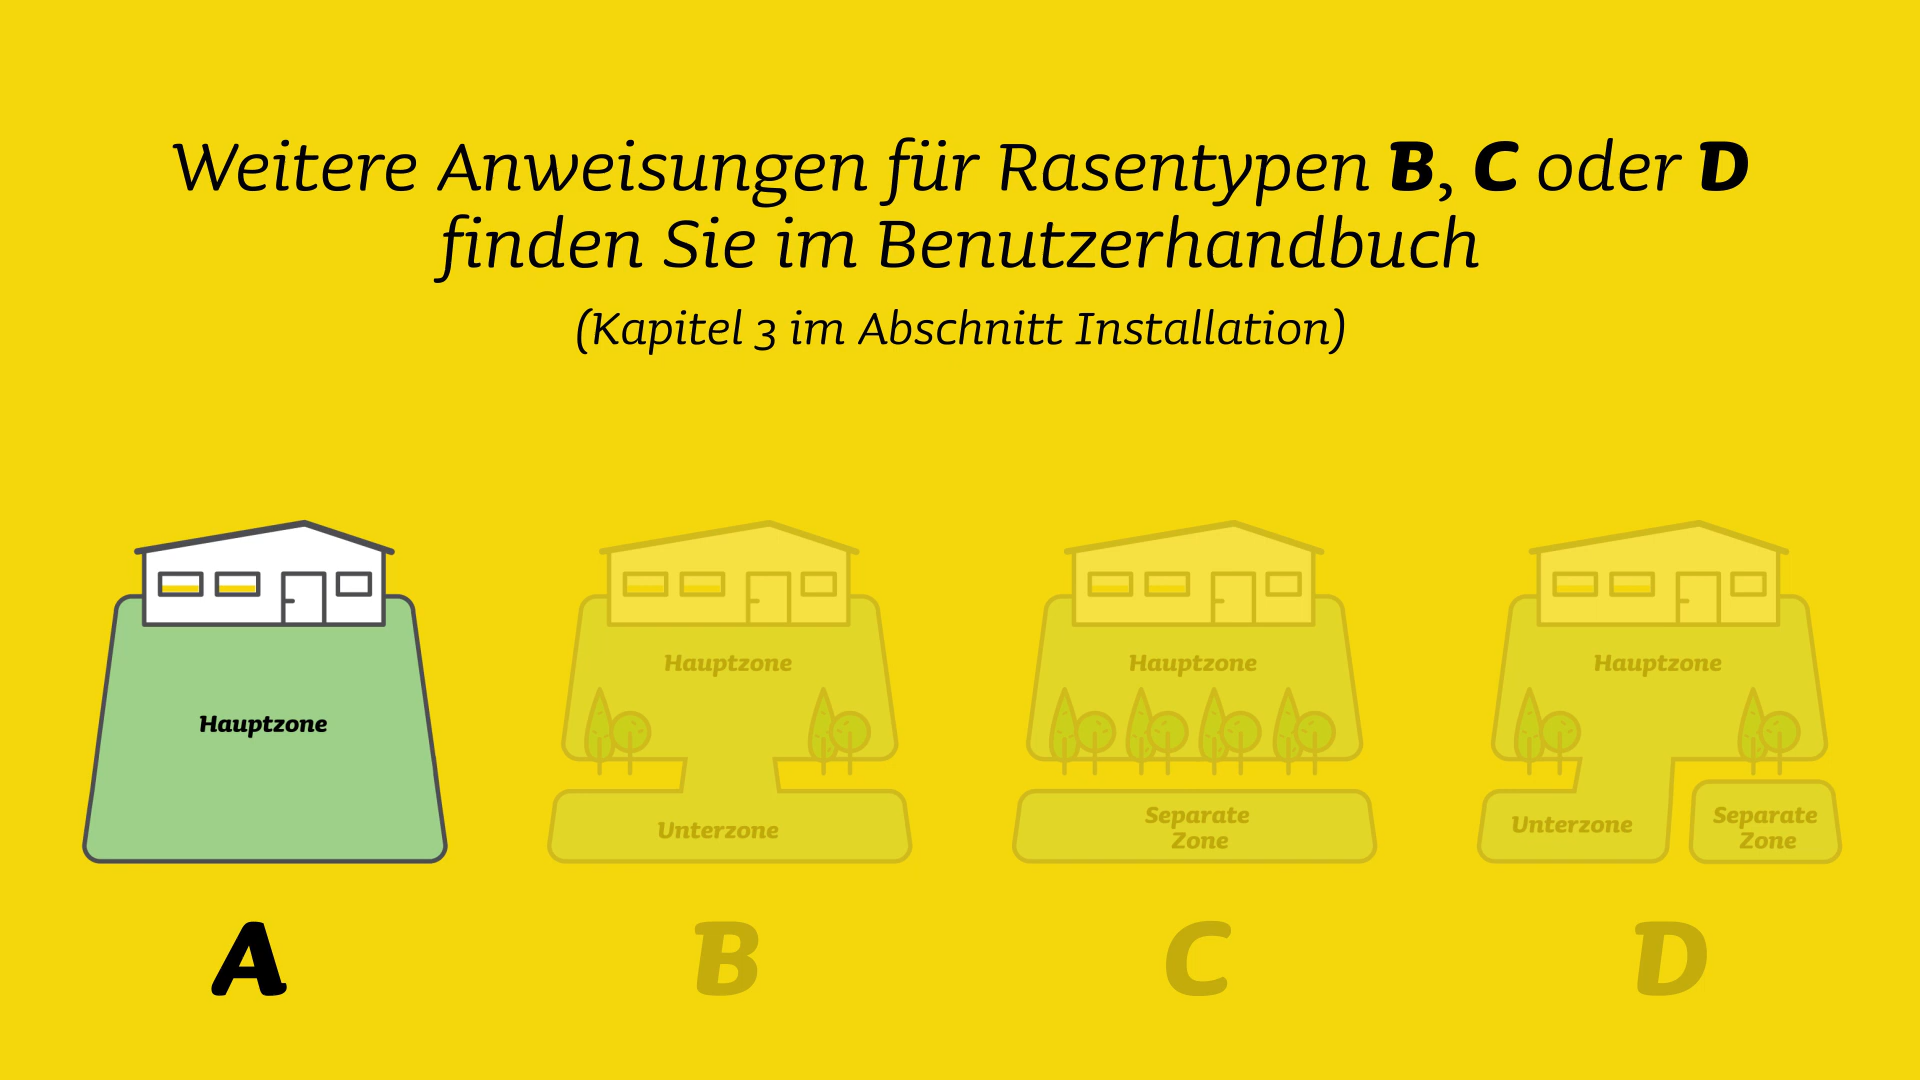 Weitere Anweisungen für Rasentypen B, C oder D
finden Sie im Benutzerhandbuch
(Kapitel 3 im Abschnitt Installation)
Hauptzone
A
Hauptzone
Unterzone
B
Hauptzone
Separate
Zone
C
Hauptzone
Unterzone
Separate
Zone
D